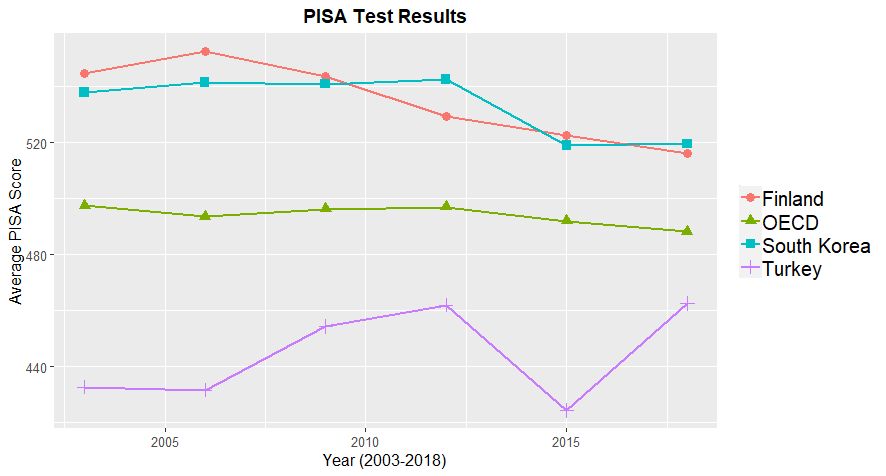 PISA Test Results
Average PISA Score
520
480
440
2005
2010
2015
Year (2003-2018)
Finland
OECD
South Korea
Turkey